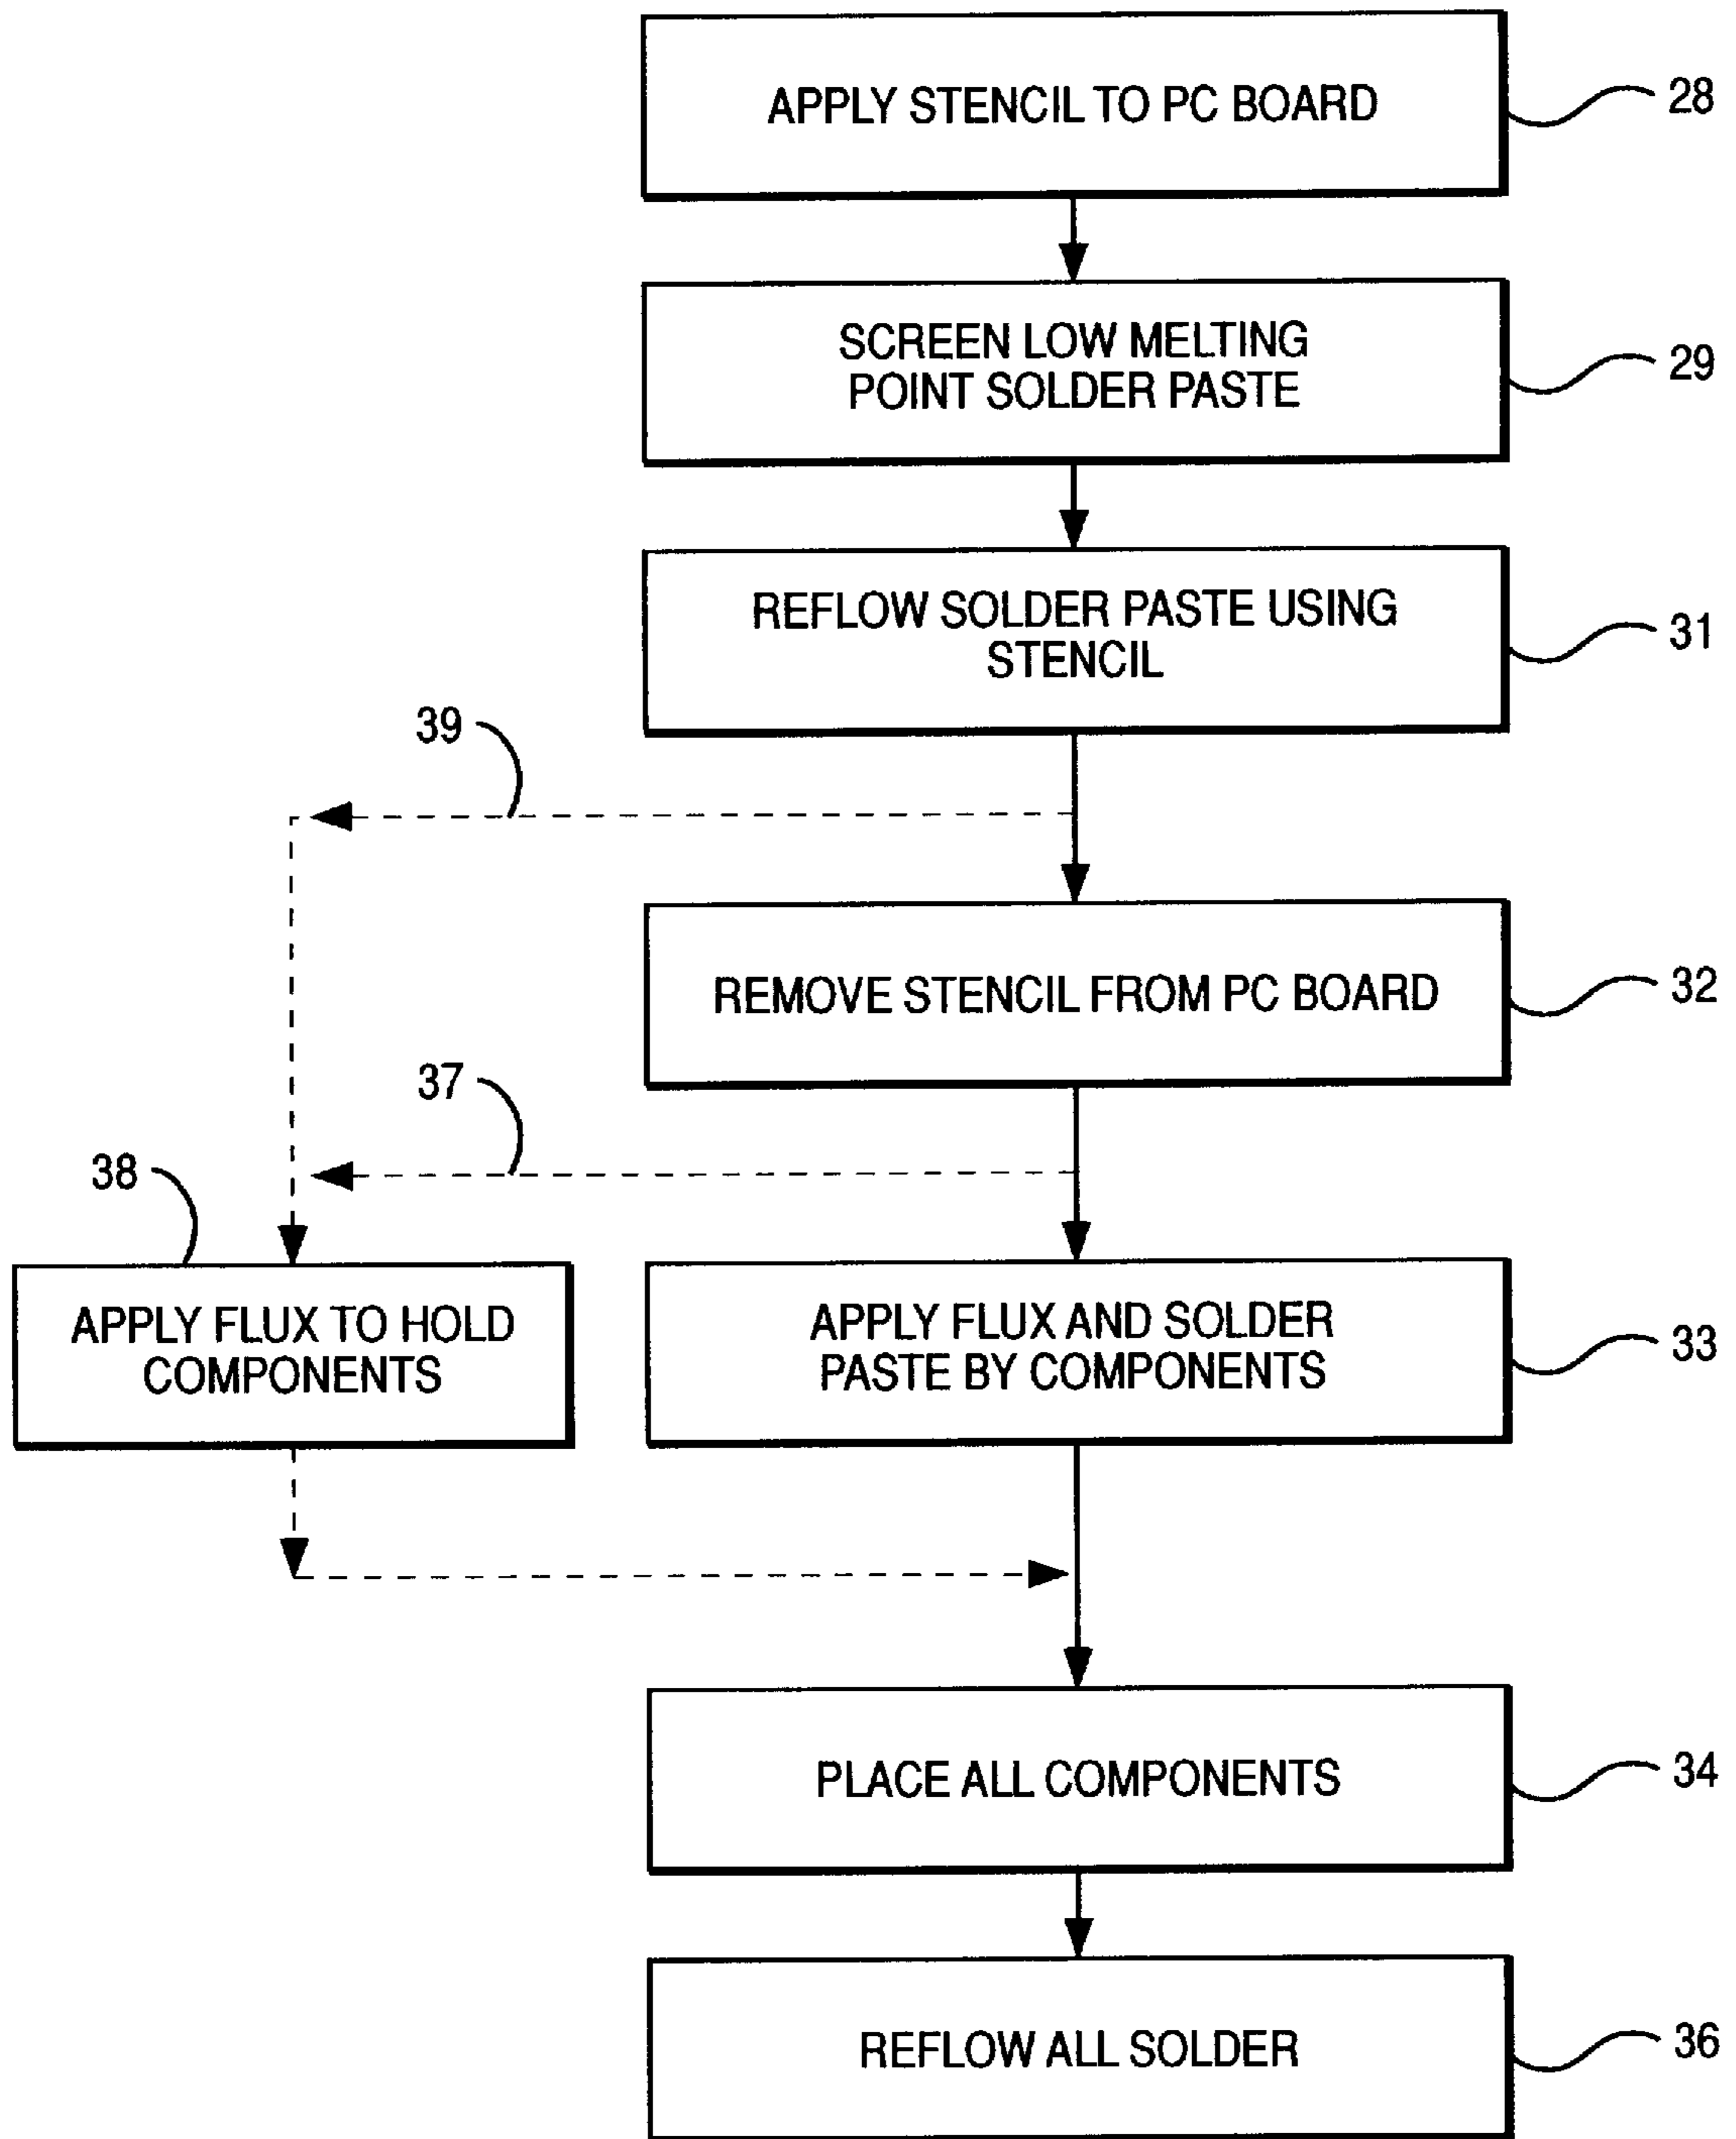 APPLY STENCIL TO PC BOARD
28
SCREEN LOW MELTING
POINT SOLDER PASTE
29
REFLOW SOLDER PASTE USING
STENCIL
31
39
REMOVE STENCIL FROM PC BOARD
32
37
38
APPLY FLUX TO HOLD
COMPONENTS
APPLY FLUX AND SOLDER
PASTE BY COMPONENTS
33
PLACE ALL COMPONENTS
34
REFLOW ALL SOLDER
36